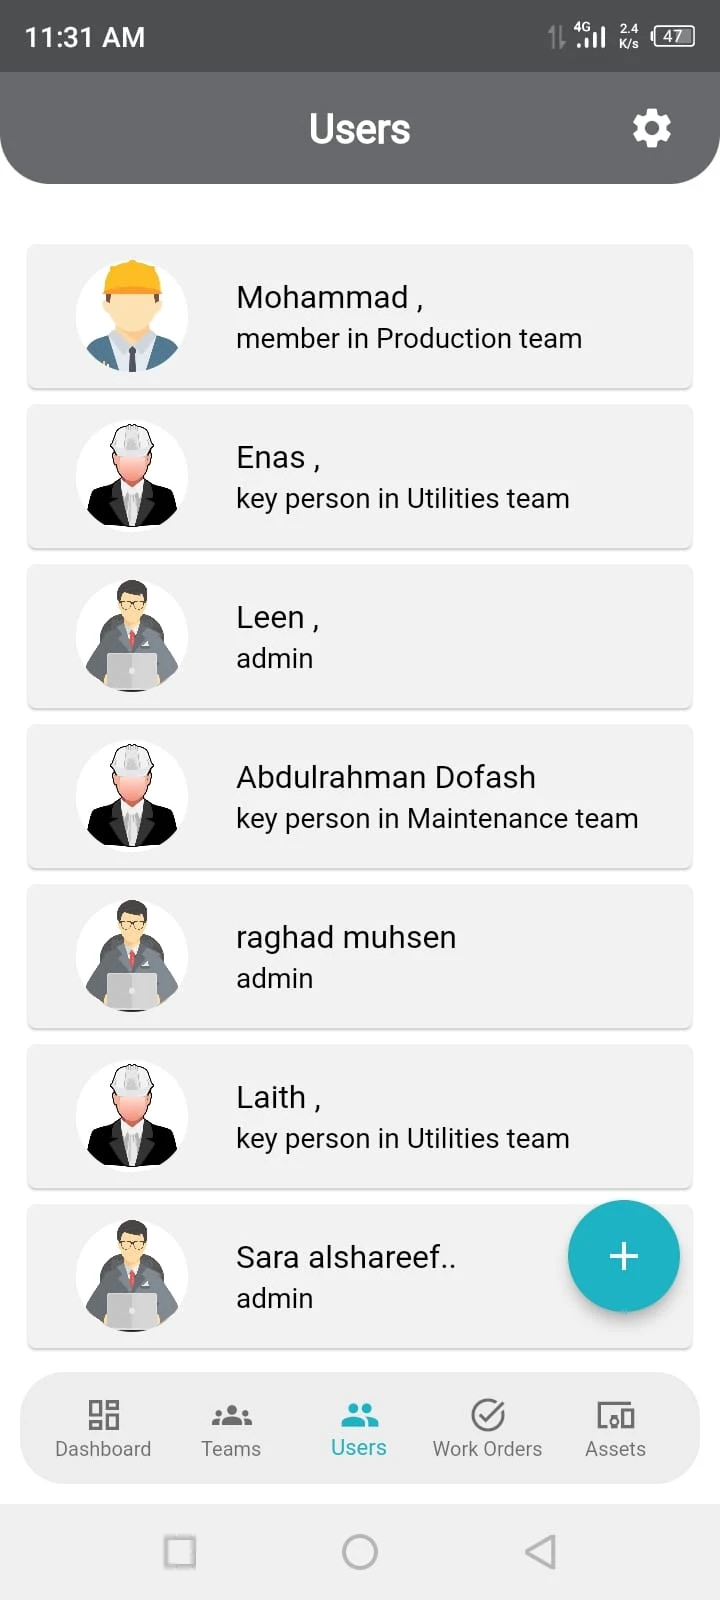 11:31 AM
4G
2.4
K/s
47
Users
Mohammad ,
member in Production team
Enas ,
key person in Utilities team
Leen ,
admin
Abdulrahman Dofash
key person in Maintenance team
raghad muhsen
admin
Laith ,
key person in Utilities team
Sara alshareef..
admin
+
Dashboard
Teams
Users
Work Orders
Assets